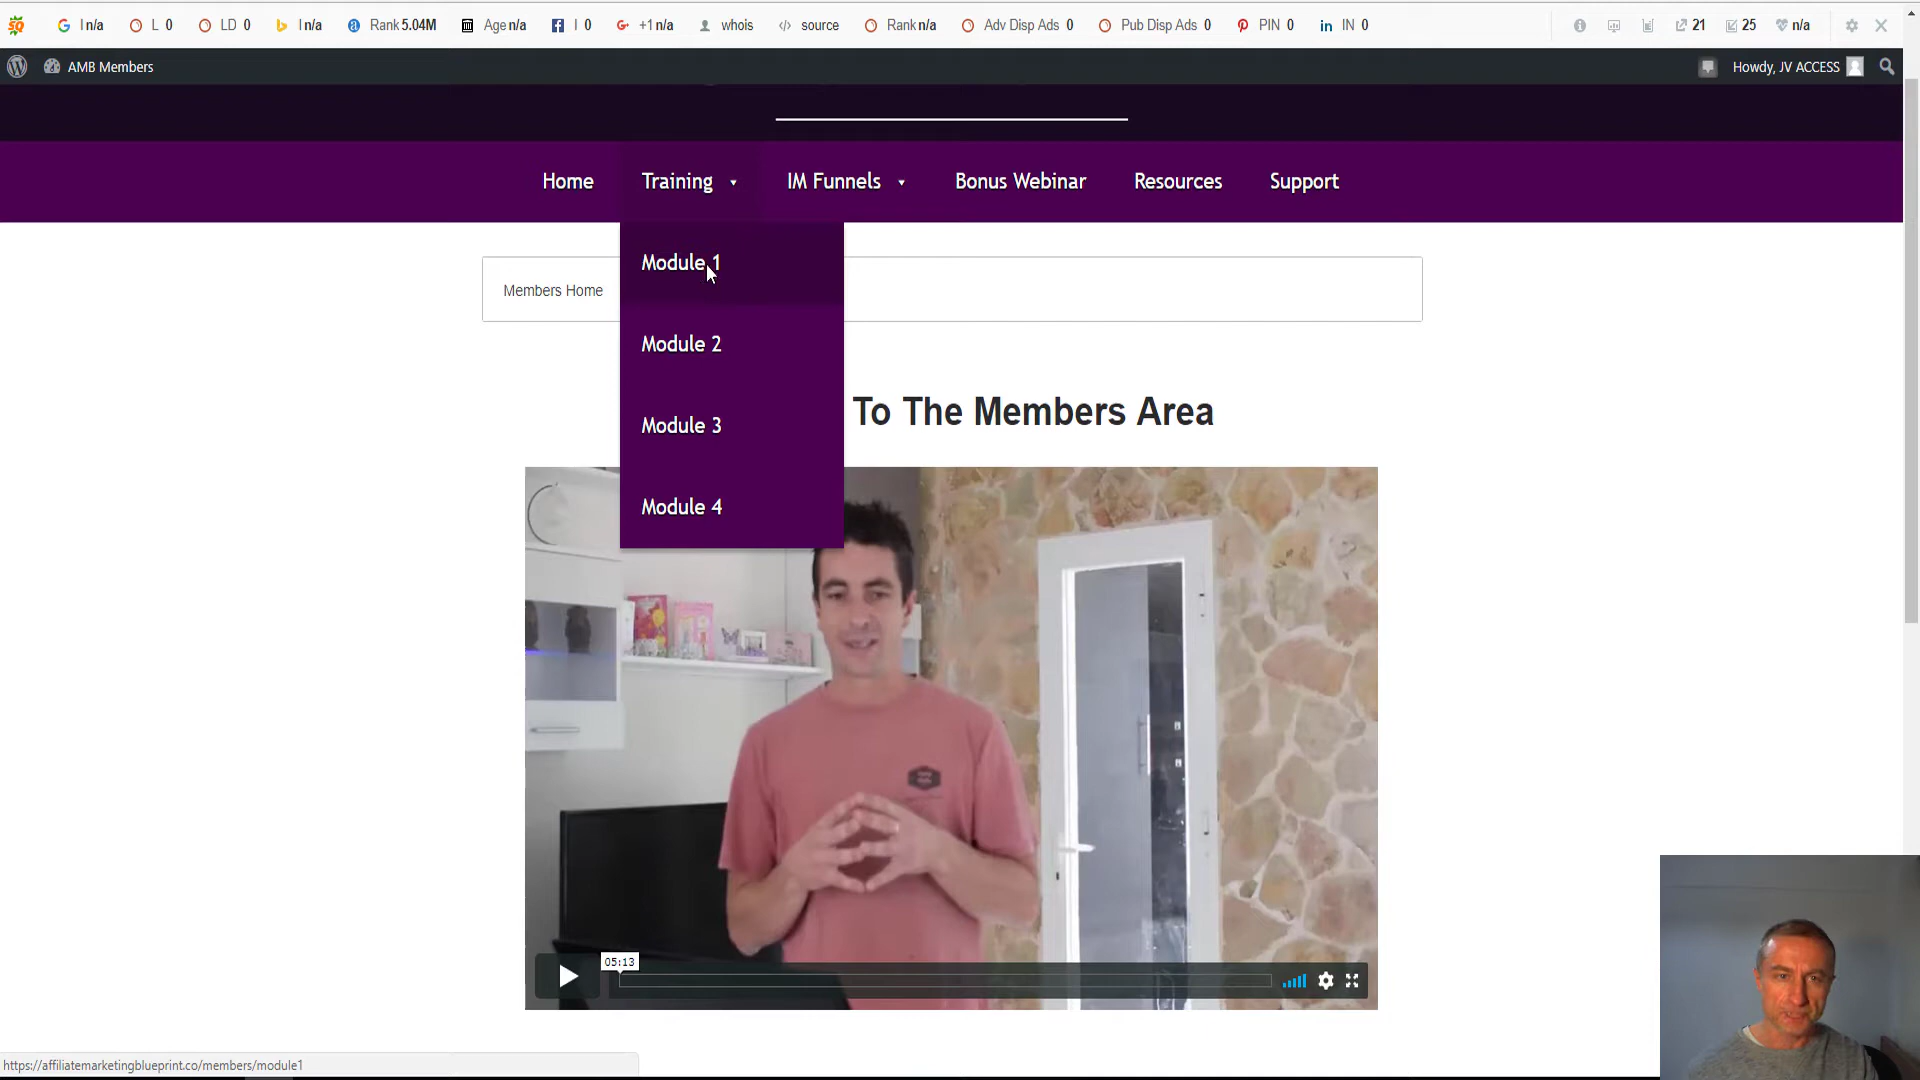 I n/a L 0 LD 0 I n/a Rank 5.04M Age n/a I 0 +1 n/a whois source Rank n/a Adv Disp Ads 0 Pub Disp Ads 0 PIN 0 IN 0 21 25 n/a
AMB Members Howdy, JV ACCESS
Home Training IM Funnels Bonus Webinar Resources Support
Module 1
Members Home
Module 2
To The Members Area
Module 3
Module 4
05:13
https://affiliatemarketingblueprint.co/members/module1